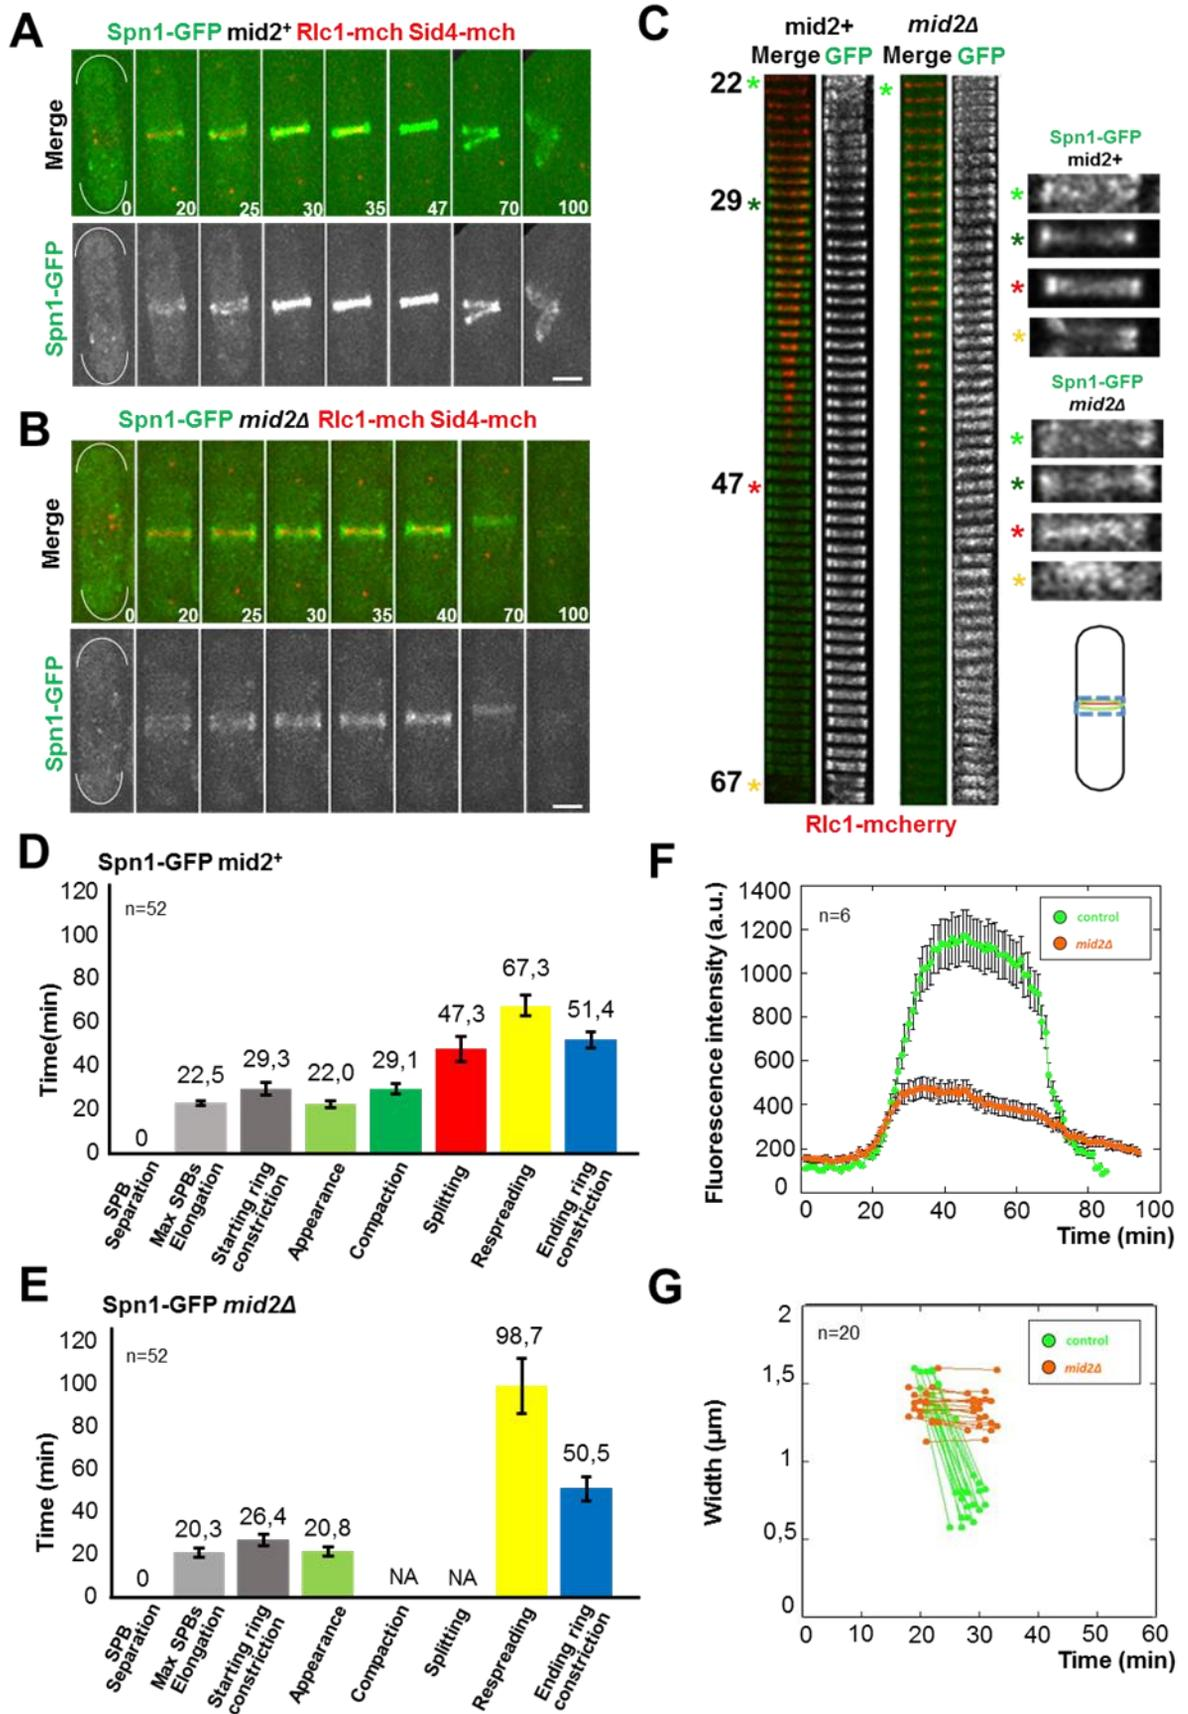 A
Spn1-GFP mid2+ Rlc1-mch Sid4-mch
Merge
0 20 25 30 35 47 70 100
Spn1-GFP
B
Spn1-GFP mid2Δ Rlc1-mch Sid4-mch
Merge
0 20 25 30 35 40 70 100
Spn1-GFP
C
mid2+ mid2Δ
Merge GFP Merge GFP
22 *
*
29 *
47 *
67 *
Rlc1-mcherry
Spn1-GFP
mid2+
*
*
*
*
Spn1-GFP
mid2Δ
*
*
*
*
D
Spn1-GFP mid2+
n=52
Time(min)
120
100
80
60
40
20
0
0
22,5
29,3
22,0
29,1
47,3
67,3
51,4
SPB
Separation
Max SPBs
Elongation
Starting ring
constriction
Appearance
Compaction
Splitting
Respreading
Ending ring
constriction
E
Spn1-GFP mid2Δ
n=52
Time (min)
120
100
80
60
40
20
0
0
20,3
26,4
20,8
NA
NA
98,7
50,5
SPB
Separation
Max SPBs
Elongation
Starting ring
constriction
Appearance
Compaction
Splitting
Respreading
Ending ring
constriction
F
n=6
control
mid2Δ
Fluorescence intensity (a.u.)
1400
1200
1000
800
600
400
200
0
0 20 40 60 80 100
Time (min)
G
n=20
control
mid2Δ
Width (µm)
2
1,5
1
0,5
0
0 10 20 30 40 50 60
Time (min)